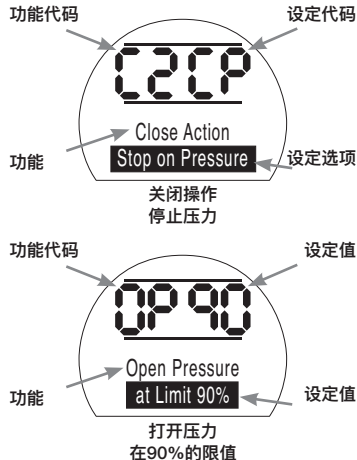 功能代码 设定代码
C2 CP
Close Action
功能 Stop on Pressure 设定选项
关闭操作
停止压力
功能代码 设定值
OP 90
Open Pressure
功能 at Limit 90% 设定值
打开压力
在90%的限值